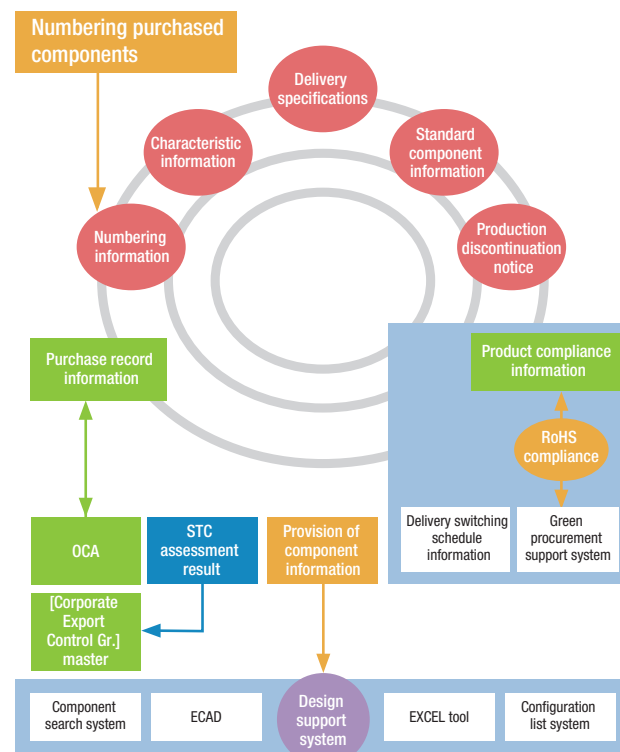 Numbering purchased
components
Delivery
specifications
Characteristic
information
Standard
component
information
Numbering
information
Production
discontinuation
notice
Purchase record
information
Product compliance
information
RoHS
compliance
OCA
STC
assessment
result
Provision of
component
information
Delivery switching
schedule
information
Green
procurement
support system
[Corporate
Export
Control Gr.]
master
Component
search system
ECAD
Design
support
system
EXCEL tool
Configuration
list system